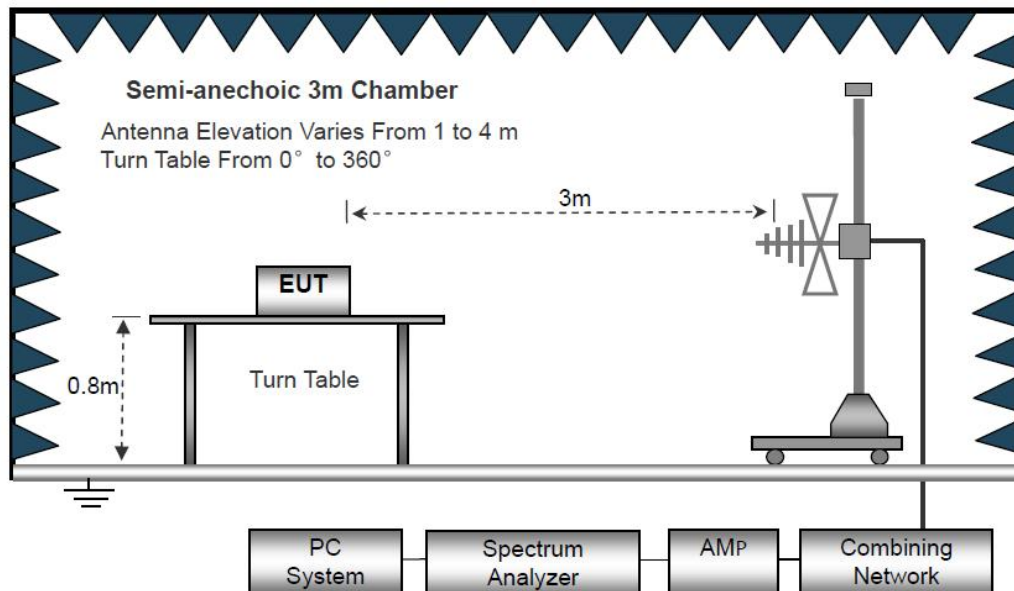 Semi-anechoic 3m Chamber
Antenna Elevation Varies From 1 to 4 m
Turn Table From 0° to 360°
3m
EUT
0.8m
Turn Table
PC
System
Spectrum
Analyzer
AMP
Combining
Network